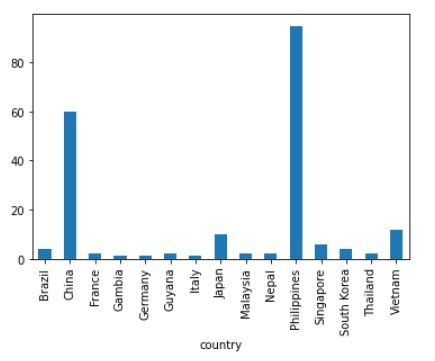 80
60
40
20
0
Brazil
China
France
Gambia
Germany
Guyana
Italy
Japan
Malaysia
Nepal
Philippines
Singapore
South Korea
Thailand
Vietnam
country